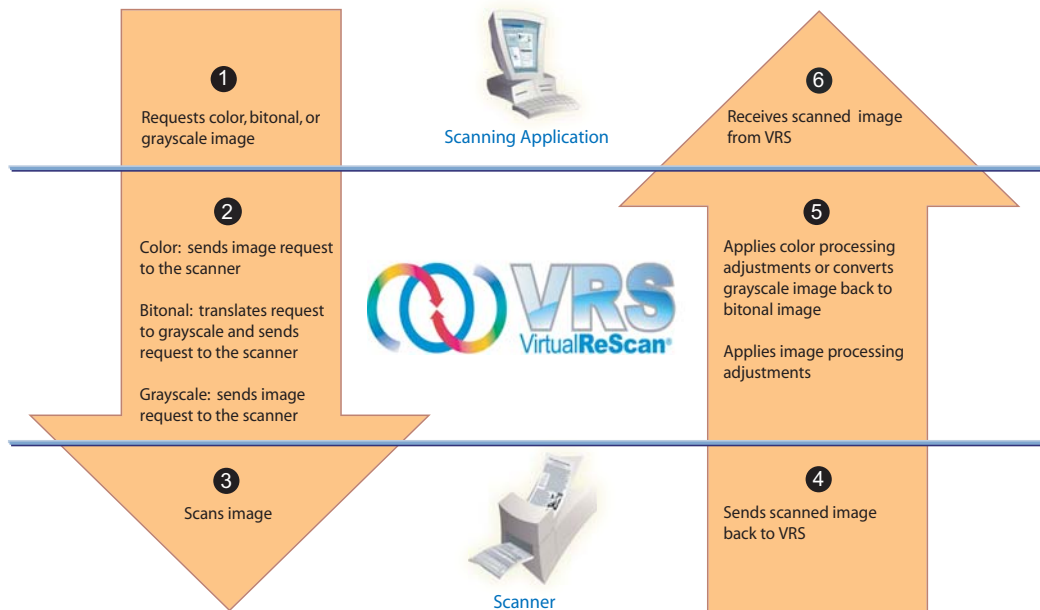 1
Requests color, bitonal, or
grayscale image
Scanning Application
6
Receives scanned image
from VRS
2
Color: sends image request
to the scanner
Bitonal: translates request
to grayscale and sends
request to the scanner
Grayscale: sends image
request to the scanner
VRS
VirtualReScan®
5
Applies color processing
adjustments or converts
grayscale image back to
bitonal image
Applies image processing
adjustments
3
Scans image
Scanner
4
Sends scanned image
back to VRS